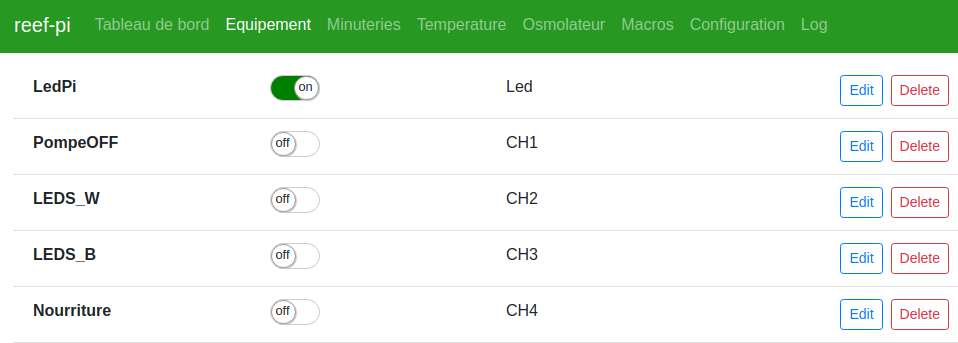 reef-pi Tableau de bord Equipement Minuteries Temperature Osmolateur Macros Configuration Log
LedPi on Led Edit Delete
PompeOFF off CH1 Edit Delete
LEDS_W off CH2 Edit Delete
LEDS_B off CH3 Edit Delete
Nourriture off CH4 Edit Delete